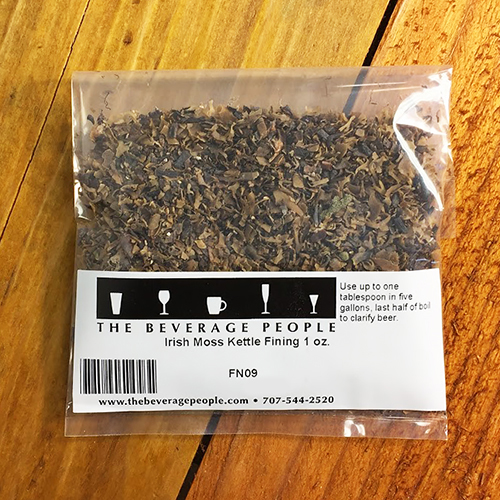 Use up to one
tablespoon in five
gallons, last half of boil
to clarify beer.
THE BEVERAGE PEOPLE
Irish Moss Kettle Fining 1 oz.
FN09
www.thebeveragepeople.com • 707-544-2520